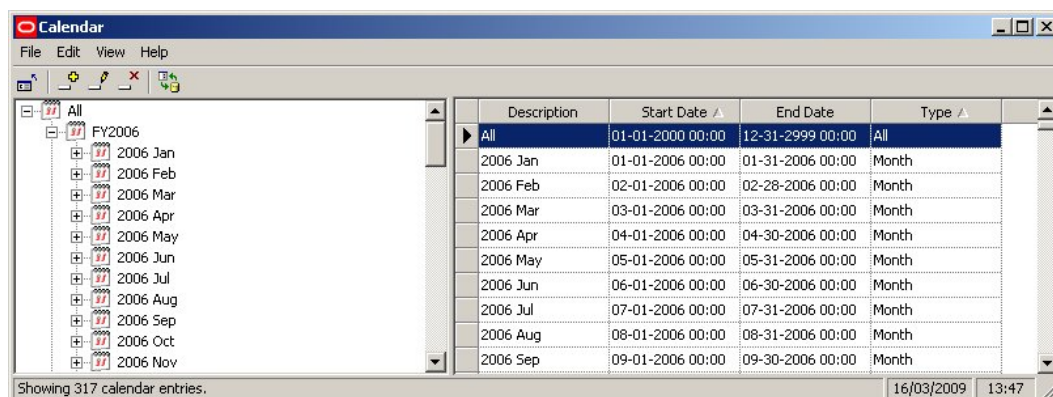 Calendar
File Edit View Help
All
FY2006
2006 Jan
2006 Feb
2006 Mar
2006 Apr
2006 May
2006 Jun
2006 Jul
2006 Aug
2006 Sep
2006 Oct
2006 Nov
Description Start Date End Date Type
All 01-01-2000 00:00 12-31-2999 00:00 All
2006 Jan 01-01-2006 00:00 01-31-2006 00:00 Month
2006 Feb 02-01-2006 00:00 02-28-2006 00:00 Month
2006 Mar 03-01-2006 00:00 03-31-2006 00:00 Month
2006 Apr 04-01-2006 00:00 04-30-2006 00:00 Month
2006 May 05-01-2006 00:00 05-31-2006 00:00 Month
2006 Jun 06-01-2006 00:00 06-30-2006 00:00 Month
2006 Jul 07-01-2006 00:00 07-31-2006 00:00 Month
2006 Aug 08-01-2006 00:00 08-31-2006 00:00 Month
2006 Sep 09-01-2006 00:00 09-30-2006 00:00 Month
Showing 317 calendar entries. 16/03/2009 13:47